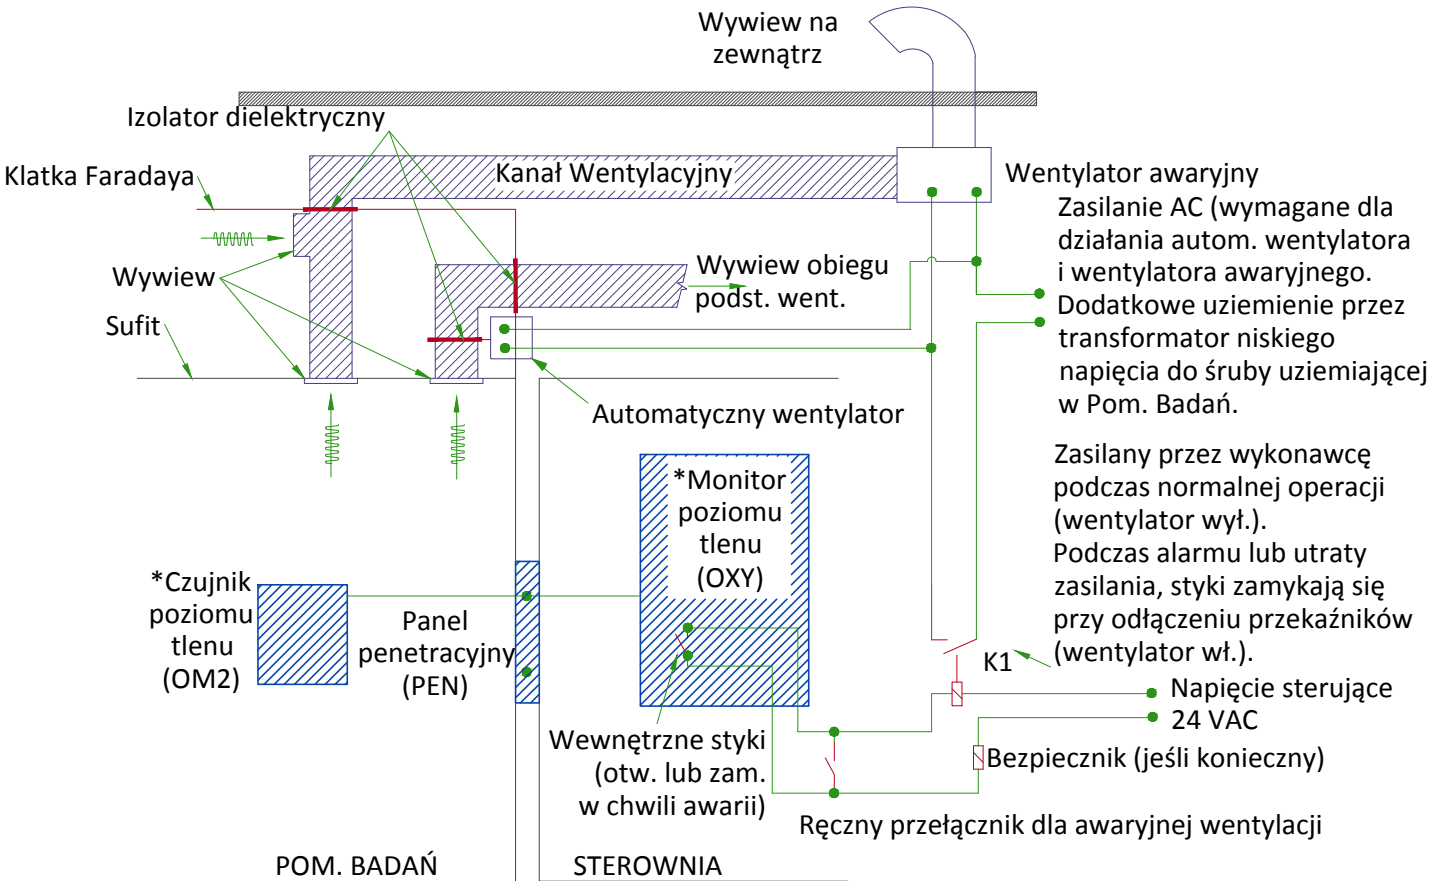 Wywiew na
zewnątrz
Izolator dielektryczny
Klatka Faradaya
Kanał Wentylacyjny
Wentylator awaryjny
Zasilanie AC (wymagane dla
działania autom. wentylatora
i wentylatora awaryjnego.
Dodatkowe uziemienie przez
transformator niskiego
napięcia do śruby uziemiającej
w Pom. Badań.
Wywiew
Wywiew obiegu
podst. went.
Sufit
Automatyczny wentylator
Zasilany przez wykonawcę
podczas normalnej operacji
(wentylator wył.).
Podczas alarmu lub utraty
zasilania, styki zamykają się
przy odłączeniu przekaźników
(wentylator wł.).
*Monitor
poziomu
tlenu
(OXY)
*Czujnik
poziomu
tlenu
(OM2)
Panel
penetracyjny
(PEN)
K1
Napięcie sterujące
24 VAC
Wewnętrzne styki
(otw. lub zam.
w chwili awarii)
Bezpiecznik (jeśli konieczny)
Ręczny przełącznik dla awaryjnej wentylacji
POM. BADAŃ
STEROWNIA